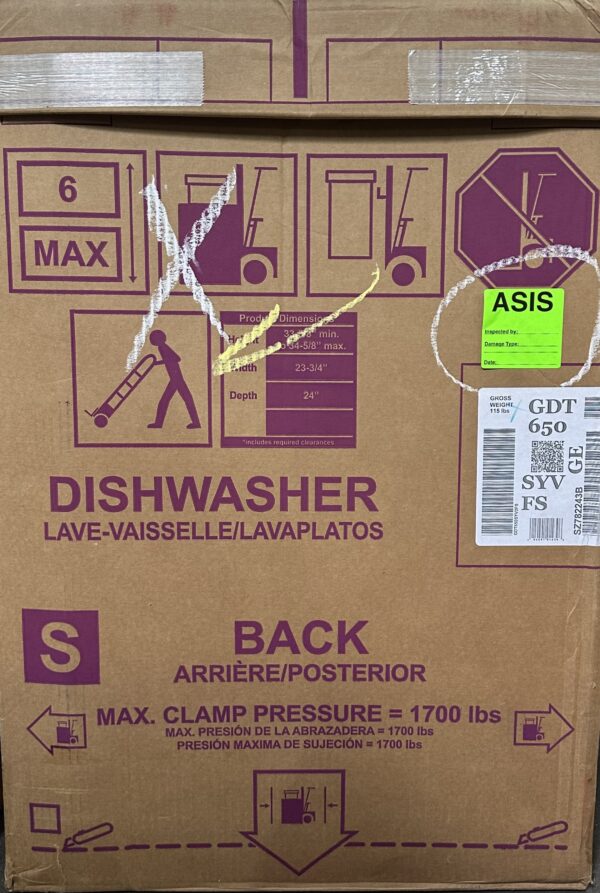 6
MAX
ASIS
Inspected by:
Damage Type:
Date:
Product Dimensions
Height
min.
34-5/8" max.
Width
23-3/4"
Depth
24"
*includes required clearances
GROSS
WEIGHT
115 lbs
GDT
650
SYV
FS
GE
SZ782243B
DISHWASHER
LAVE-VAISSELLE/LAVAPLATOS
S
BACK
ARRIÈRE/POSTERIOR
MAX. CLAMP PRESSURE = 1700 lbs
MAX. PRESIÓN DE LA ABRAZADERA = 1700 lbs
PRESIÓN MAXIMA DE SUJECIÓN = 1700 lbs